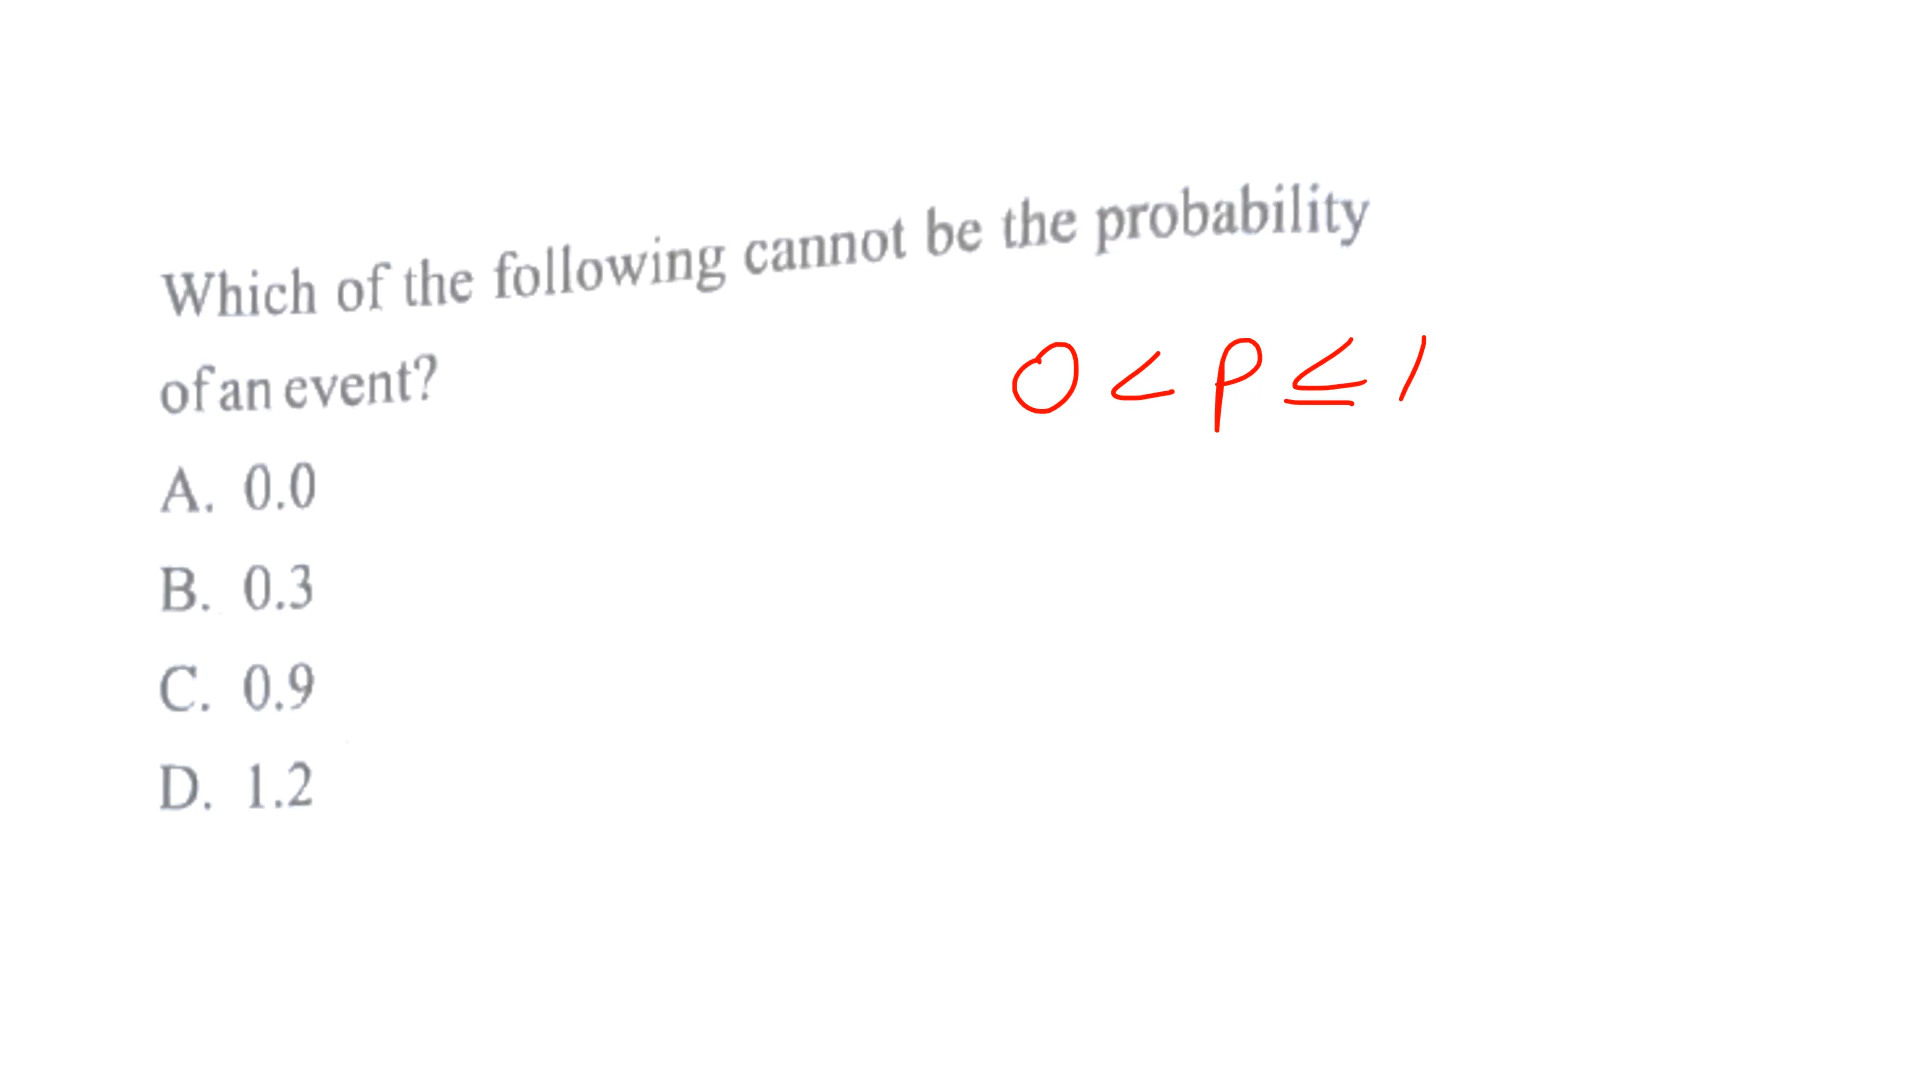 Which of the following cannot be the probability
of an event?
0 < P ≤ 1
A. 0.0
B. 0.3
C. 0.9
D. 1.2